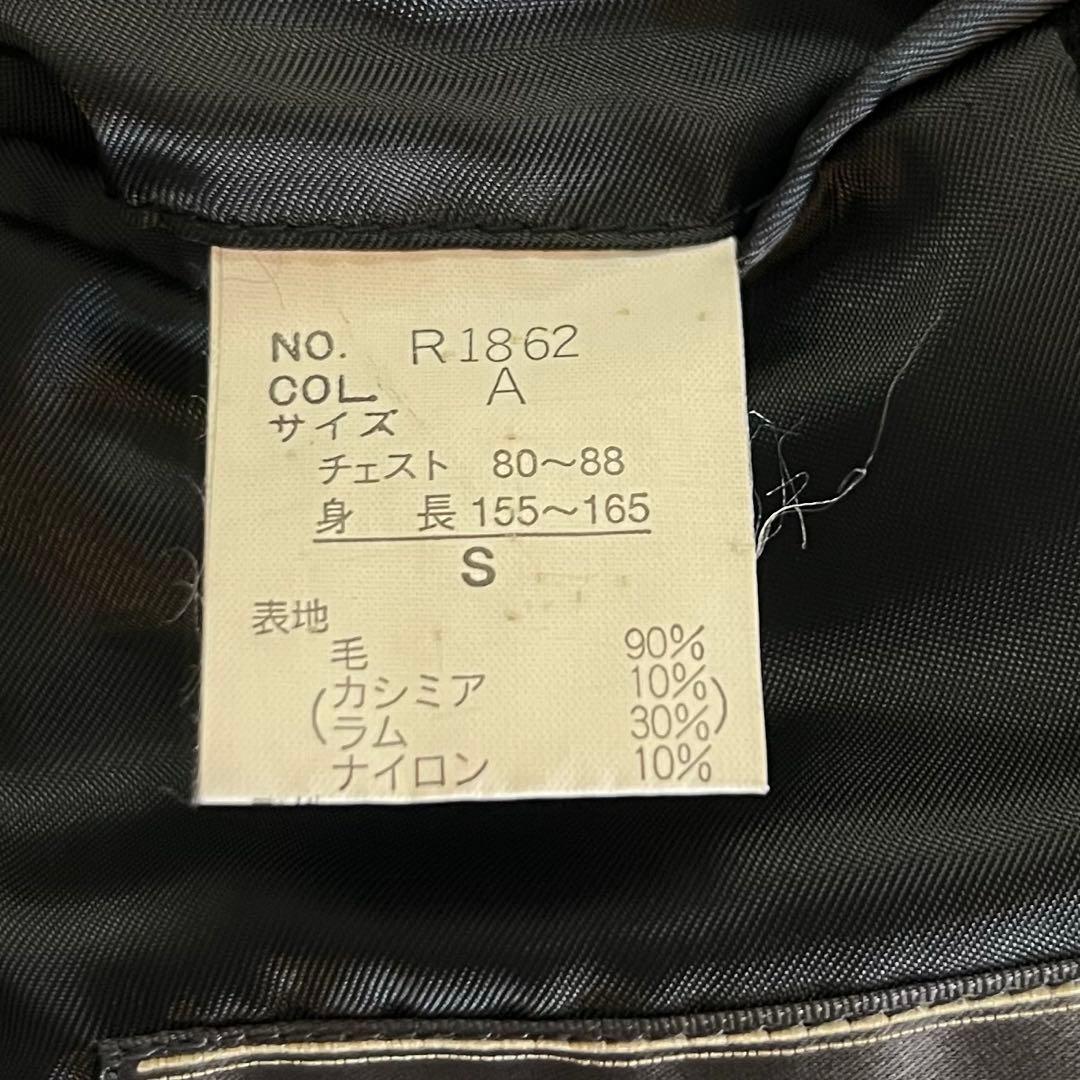 NO. R1862
COL. A
サイズ
チェスト 80～88
身 長 155～165
S
表地
毛 90%
(カシミア 10%
ラム 30%)
ナイロン 10%